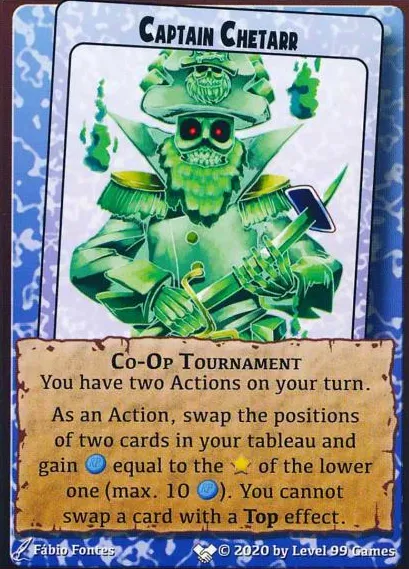 Captain Chetarr
Co-Op Tournament
You have two Actions on your turn.
As an Action, swap the positions
of two cards in your tableau and
gain equal to the of the lower
one (max. 10 ). You cannot
swap a card with a Top effect.
Fábio Fontes © 2020 by Level 99 Games